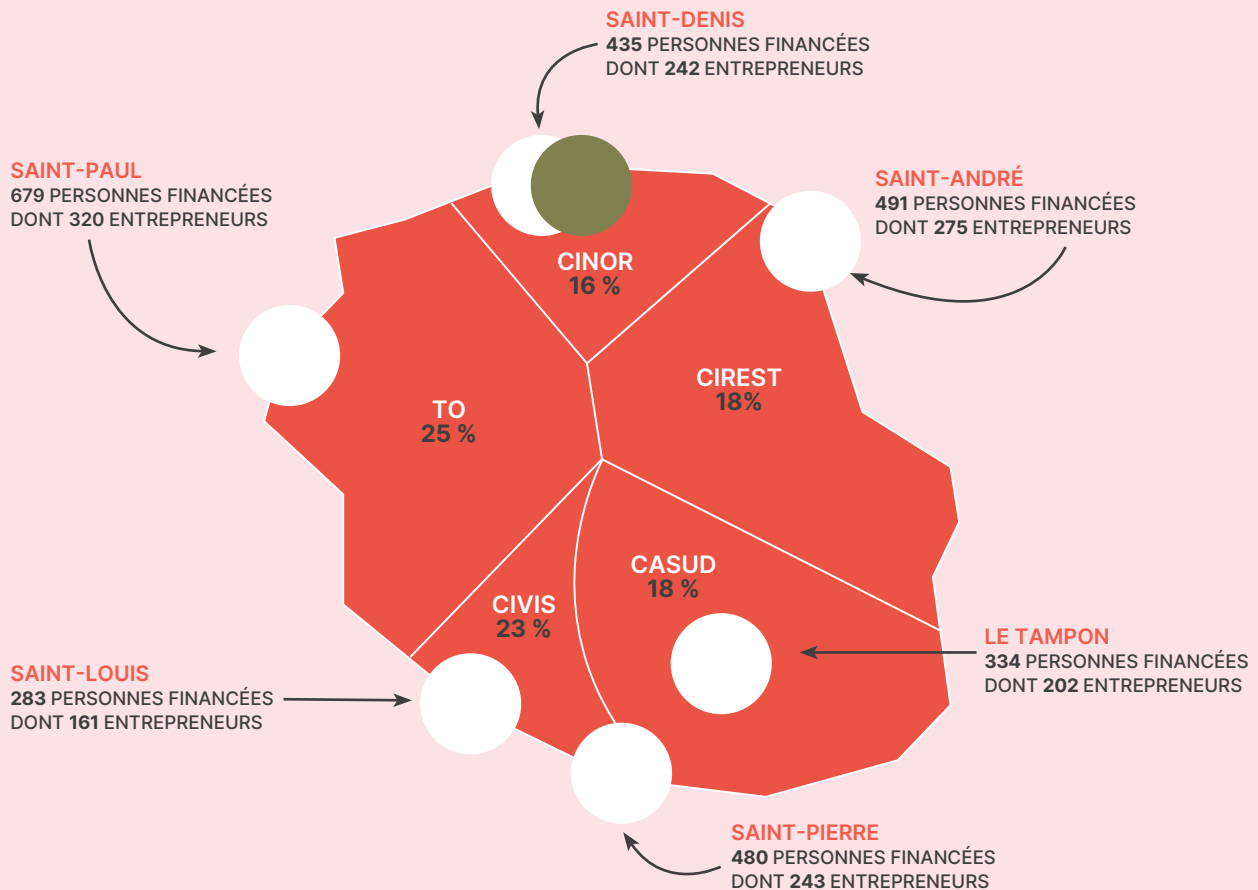 SAINT-DENIS
435 PERSONNES FINANCÉES
DONT 242 ENTREPRENEURS
SAINT-PAUL
679 PERSONNES FINANCÉES
DONT 320 ENTREPRENEURS
SAINT-ANDRÉ
491 PERSONNES FINANCÉES
DONT 275 ENTREPRENEURS
CINOR
16 %
CIREST
18%
TO
25 %
CASUD
18 %
CIVIS
23 %
LE TAMPON
334 PERSONNES FINANCÉES
DONT 202 ENTREPRENEURS
SAINT-LOUIS
283 PERSONNES FINANCÉES
DONT 161 ENTREPRENEURS
SAINT-PIERRE
480 PERSONNES FINANCÉES
DONT 243 ENTREPRENEURS